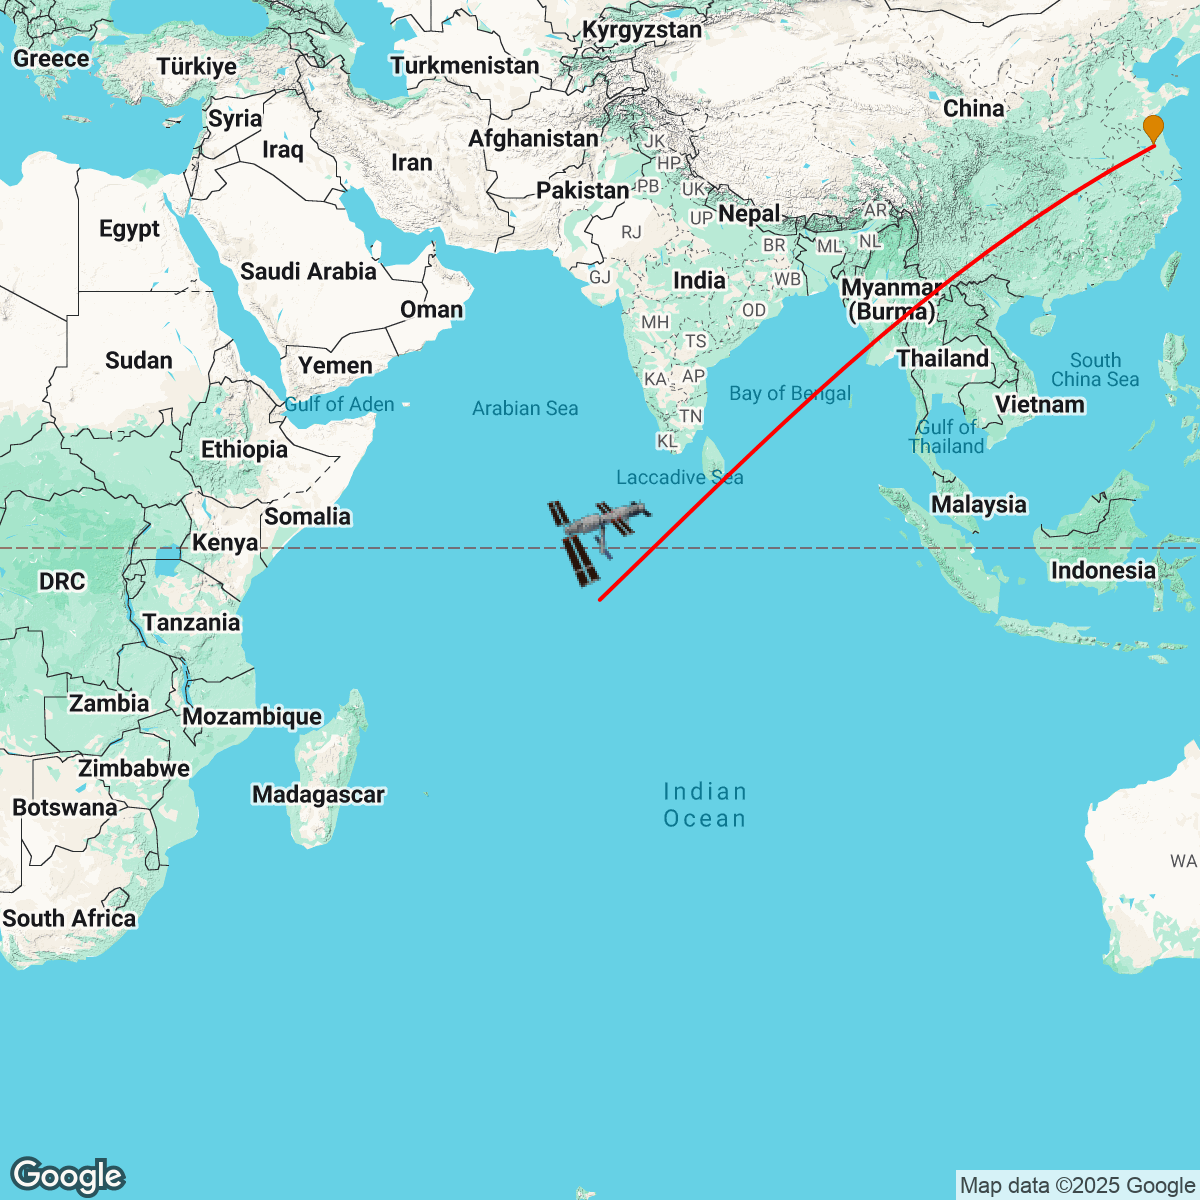 Kyrgyzstan
Greece
Türkiye
Turkmenistan
China
Syria
Afghanistan
JK
Iraq
Iran
HP
Pakistan
PB
UK
Nepal
AR
UP
Egypt
RJ
BR
ML
NL
Saudi Arabia
GJ
India
WB
Myanmar
(Burma)
Oman
OD
MH
TS
Sudan
Yemen
Thailand
South
China Sea
KA
AP
Bay of Bengal
Gulf of Aden
Arabian Sea
Vietnam
TN
Gulf of
Thailand
KL
Ethiopia
Laccadive Sea
Malaysia
Somalia
Kenya
DRC
Indonesia
Tanzania
Zambia
Mozambique
Zimbabwe
Madagascar
Indian
Ocean
Botswana
WA
South Africa
Google
Map data ©2025 Google